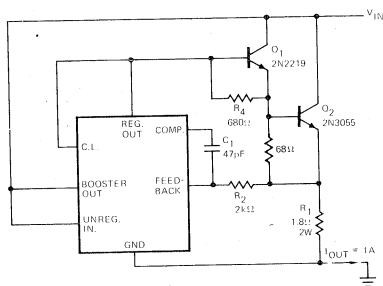 VIN
Q1
2N2219
Q2
2N3055
R4
680Ω
REG.
OUT
COMP.
C1
47pF
68Ω
C.L.
BOOSTER
OUT
FEED-
BACK
R2
2kΩ
R1
1.8Ω
2W
UNREG.
IN.
GND
IOUT = 1A